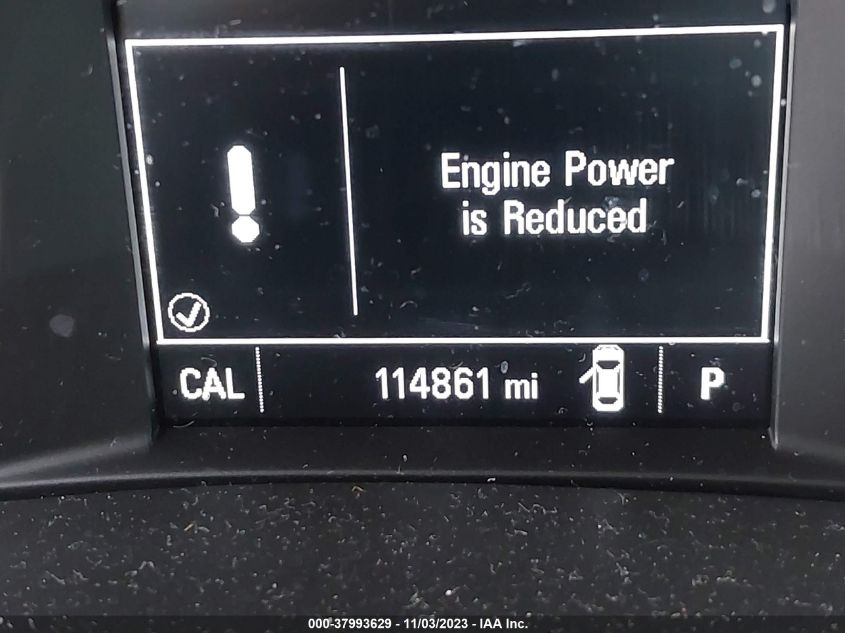 Engine Power
is Reduced
CAL 114861 mi P
000-37993629 - 11/03/2023 - IAA Inc.